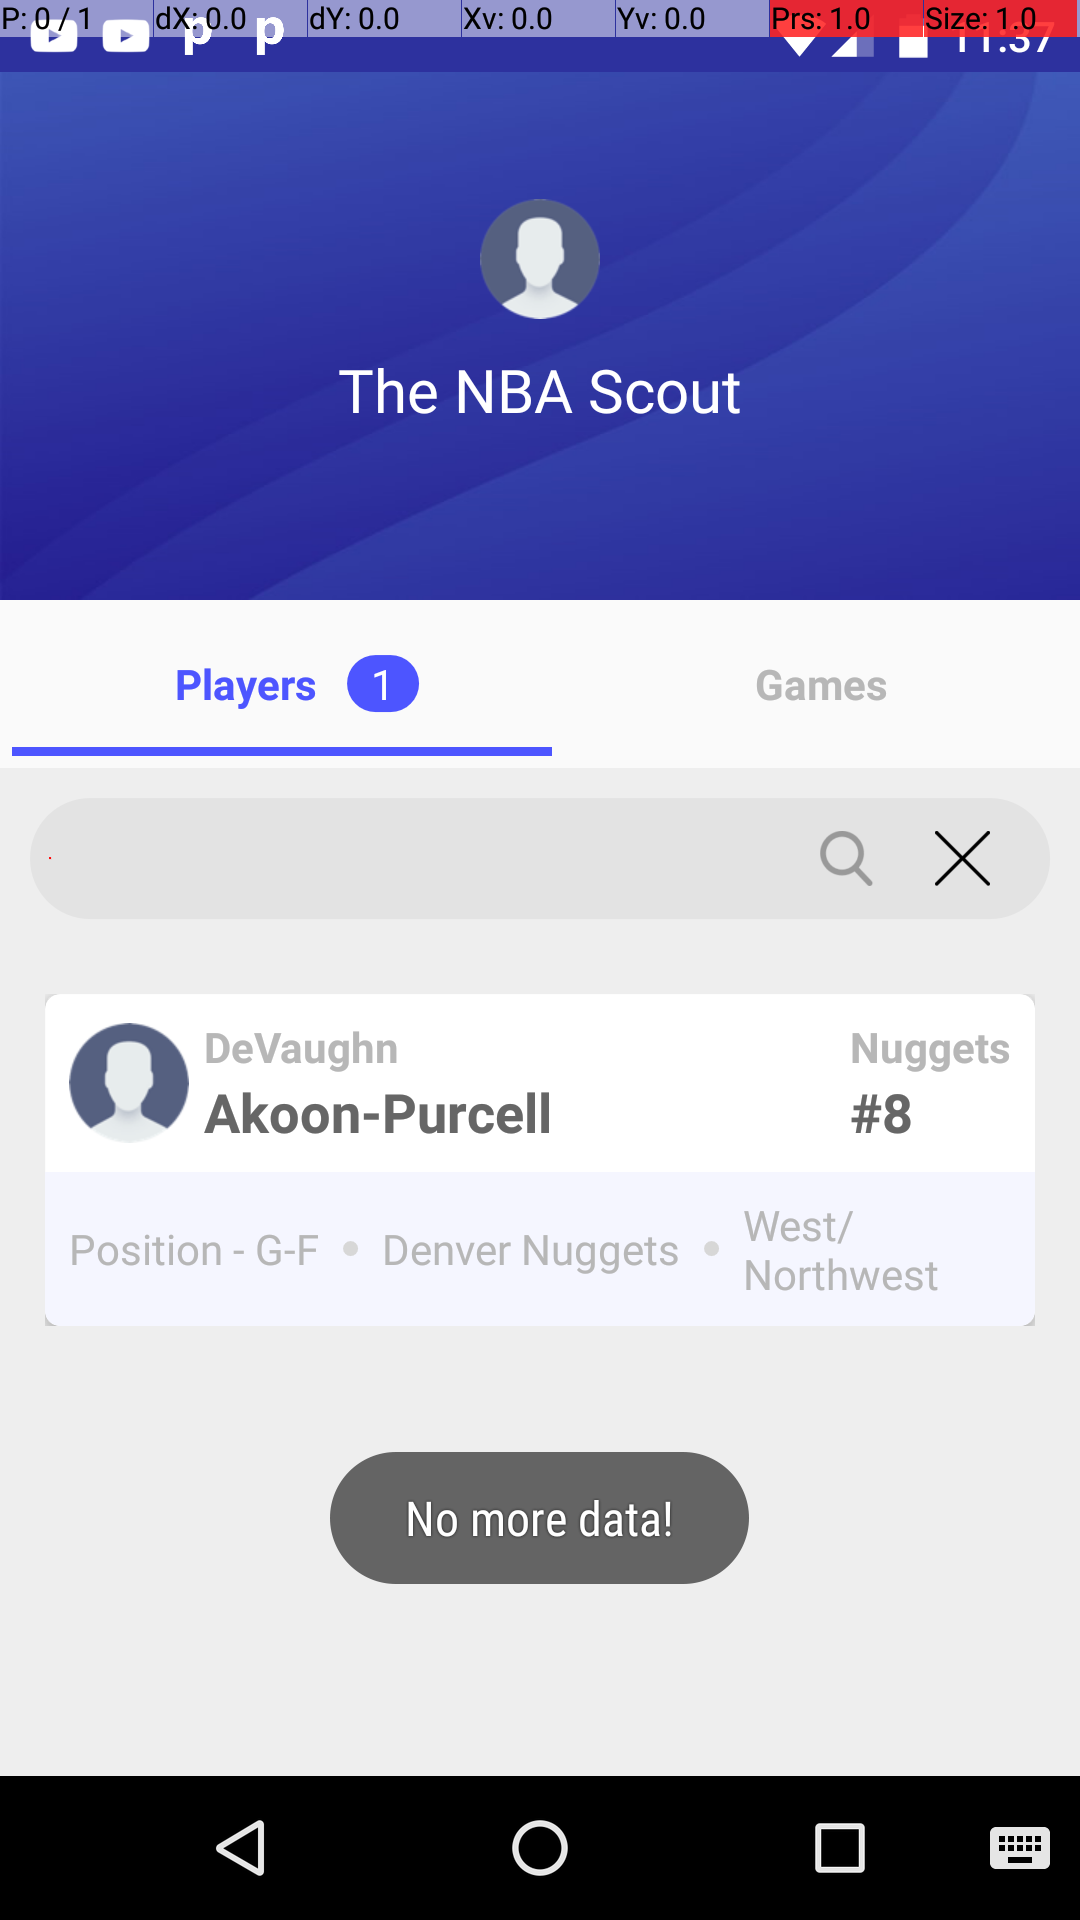 P: 0 / 1 dX: 0.0 dY: 0.0 Xv: 0.0 Yv: 0.0 Prs: 1.0 Size: 1.0
11:37
The NBA Scout
Players 1 Games
DeVaughn Nuggets
Akoon-Purcell #8
Position - G-F • Denver Nuggets • West/
Northwest
No more data!